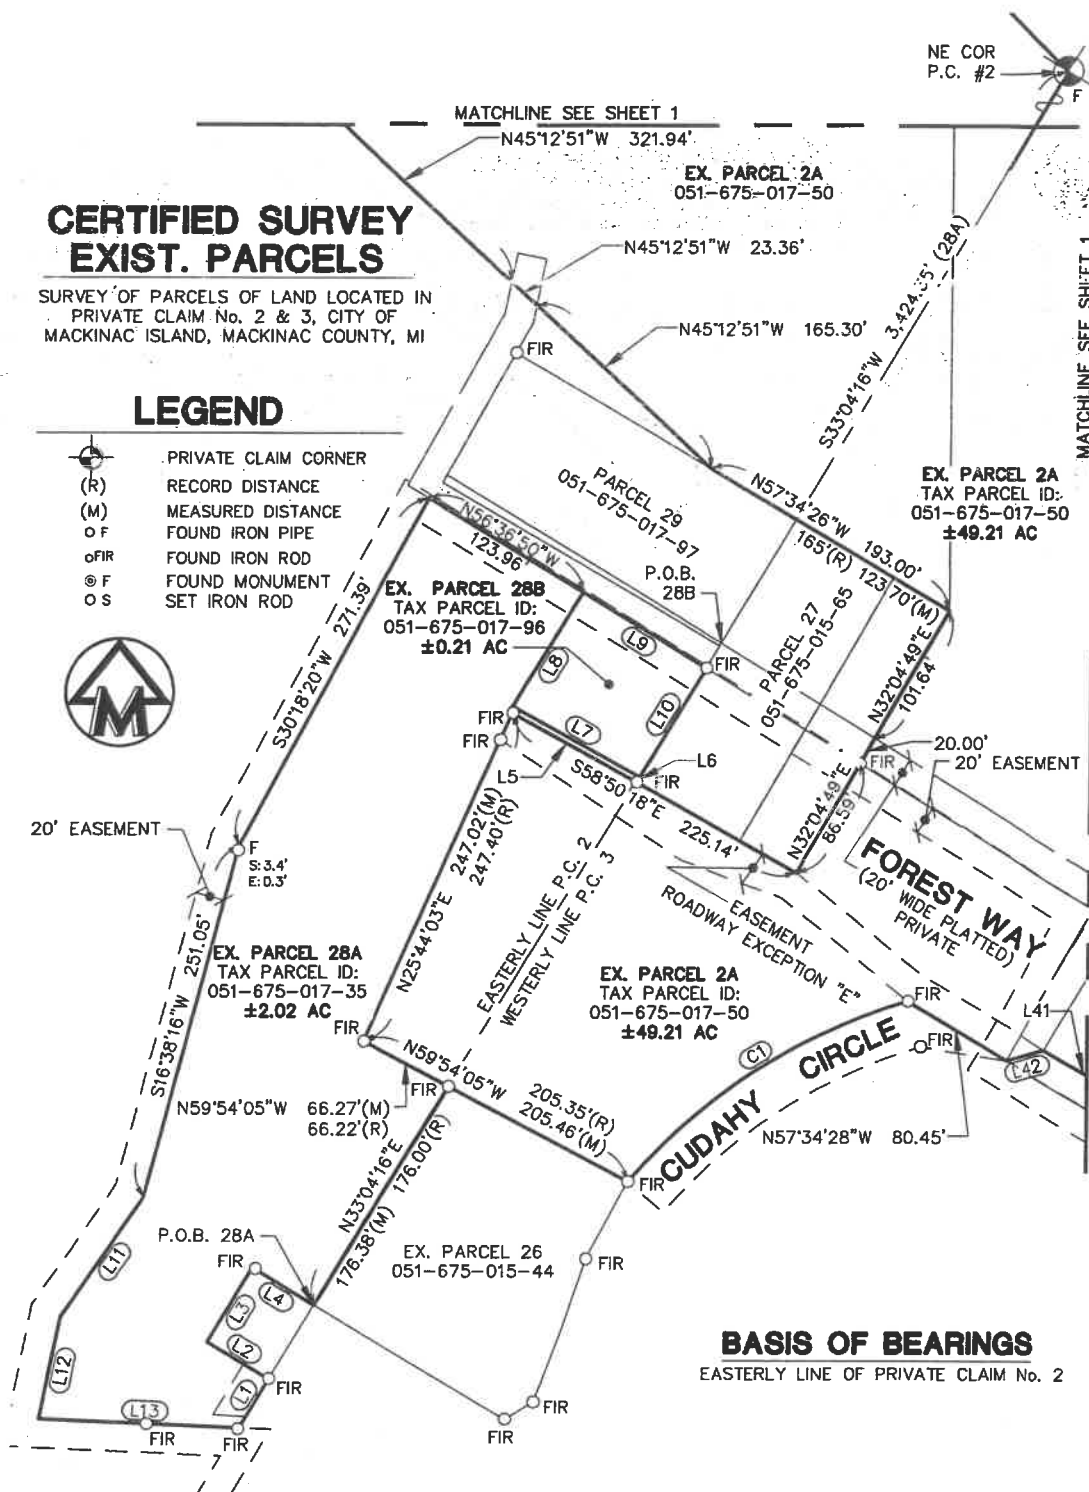 NE COR
P.C. #2
F
MATCHLINE SEE SHEET 1
N45°12'51"W 321.94'
EX. PARCEL 2A
051-675-017-50
CERTIFIED SURVEY
EXIST. PARCELS
SURVEY OF PARCELS OF LAND LOCATED IN
PRIVATE CLAIM No. 2 & 3, CITY OF
MACKINAC ISLAND, MACKINAC COUNTY, MI
N45°12'51"W 23.36'
N45°12'51"W 165.30'
S33°04'16"W 3,424.35' (28A)
MATCHLINE SEE SHEET 1
FIR
LEGEND
PRIVATE CLAIM CORNER
(R) RECORD DISTANCE
(M) MEASURED DISTANCE
O F FOUND IRON PIPE
oFIR FOUND IRON ROD
◎ F FOUND MONUMENT
O S SET IRON ROD
M
PARCEL 29
051-675-017-97
N57°34'26"W 193.00'
165'(R) 123.70'(M)
EX. PARCEL 2A
TAX PARCEL ID:
051-675-017-50
±49.21 AC
N56°36'50"W
123.96
P.O.B.
28B
EX. PARCEL 28B
TAX PARCEL ID:
051-675-017-96
±0.21 AC
PARCEL 27
051-675-015-65
N32°04'49"E
101.64
S30°18'20"W 271.39'
L9
L8
L10
L7
FIR
FIR
FIR
L5
L6
FIR
S58°50'18"E 225.14'
FIR
N32°04'49"E
86.59'
20.00'
20' EASEMENT
20' EASEMENT
F
S:3.4'
E:0.3'
247.02'(M)
N25°44'03"E 247.40'(R)
EASTERLY LINE P.C. 2
WESTERLY LINE P.C. 3
EASEMENT
ROADWAY EXCEPTION "E"
FOREST WAY
(20' WIDE PLATTED)
PRIVATE
S16°38'16"W 251.05'
EX. PARCEL 28A
TAX PARCEL ID:
051-675-017-35
±2.02 AC
EX. PARCEL 2A
TAX PARCEL ID:
051-675-017-50
±49.21 AC
FIR
FIR
FIR
L41
L42
C1
CUDAHY CIRCLE
N57°34'28"W 80.45'
FIR
N59°54'05"W 205.35'(R)
205.46'(M)
N59°54'05"W 66.27'(M)
66.22'(R)
FIR
N33°04'16"E 176.00'(R)
176.38'(M)
FIR
P.O.B. 28A
FIR
EX. PARCEL 26
051-675-015-44
L11
L4
L3
L2
L12
L1
L13
FIR
FIR
FIR
FIR
FIR
BASIS OF BEARINGS
EASTERLY LINE OF PRIVATE CLAIM No. 2